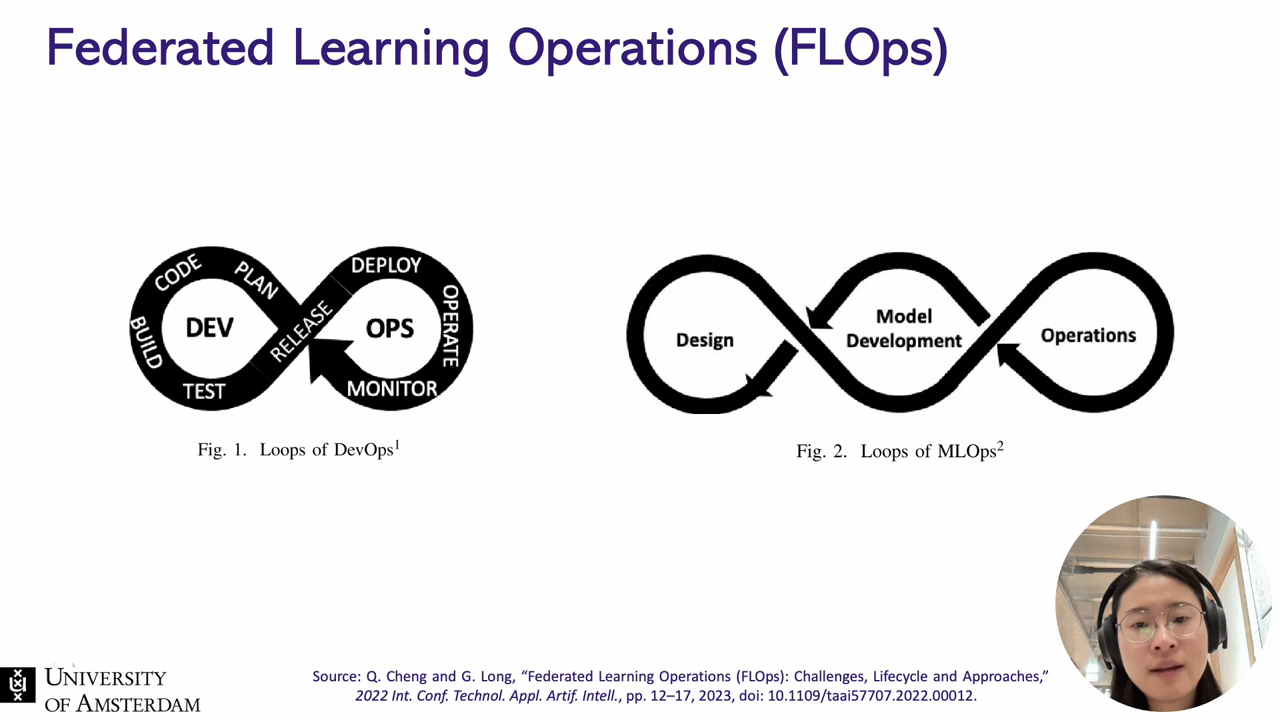 Federated Learning Operations (FLOps)
CODE
PLAN
DEV
BUILD
TEST
RELEASE
DEPLOY
OPS
OPERATE
MONITOR
Fig. 1. Loops of DevOps¹
Design
Model
Development
Operations
Fig. 2. Loops of MLOps²
UNIVERSITY
OF AMSTERDAM
Source: Q. Cheng and G. Long, “Federated Learning Operations (FLOps): Challenges, Lifecycle and Approaches,”
2022 Int. Conf. Technol. Appl. Artif. Intell., pp. 12–17, 2023, doi: 10.1109/taai57707.2022.00012.